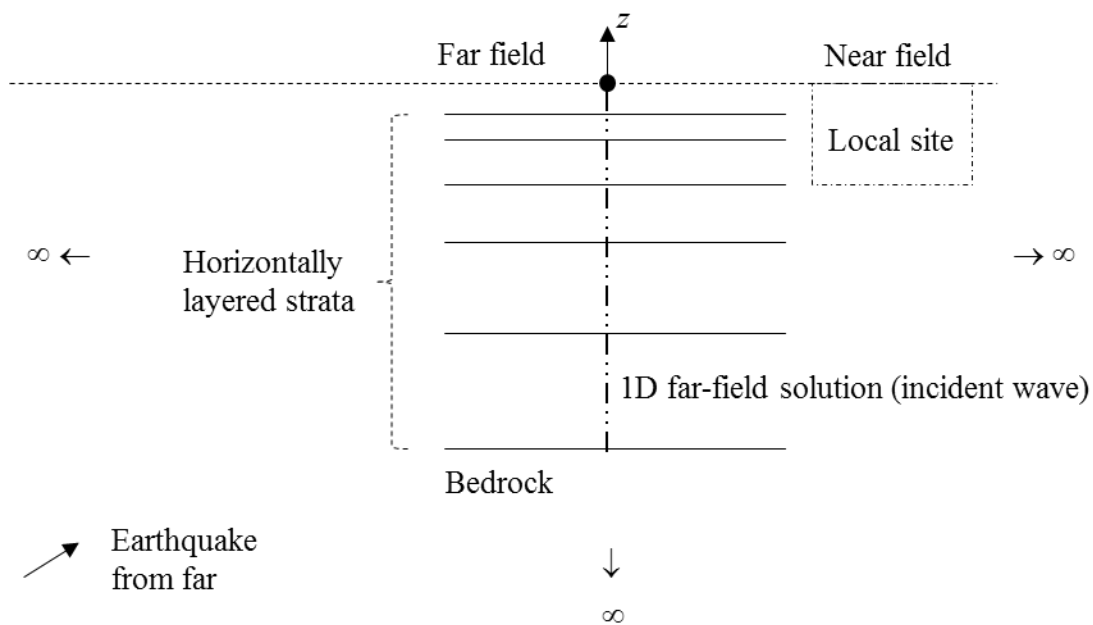 z
Far field
Near field
Local site
∞ ←
→ ∞
Horizontally
layered strata
1D far-field solution (incident wave)
Bedrock
Earthquake
from far
↓
∞